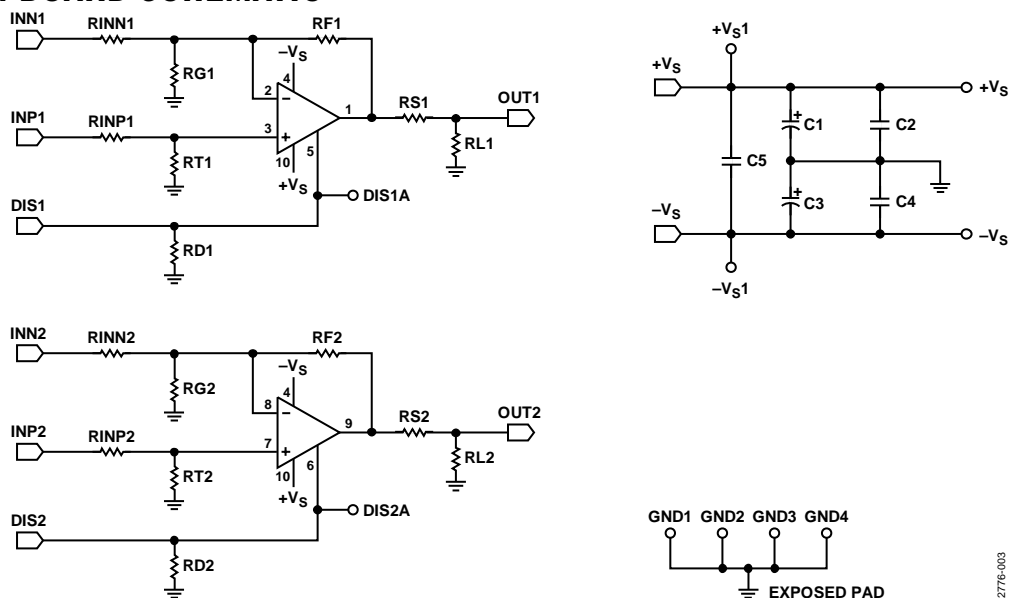 INN1
RINN1
RF1
–VS
RG1
4
2
–
1
RS1
OUT1
INP1
RINP1
3
+
5
RL1
RT1
10
+VS
DIS1A
DIS1
RD1
+VS1
+VS
+VS
+
C1
C2
C5
+
C3
C4
–VS
–VS
–VS1
INN2
RINN2
RF2
–VS
RG2
4
8
–
9
RS2
OUT2
INP2
RINP2
7
+
6
RL2
RT2
10
+VS
DIS2A
DIS2
RD2
GND1 GND2 GND3 GND4
EXPOSED PAD
2776-003